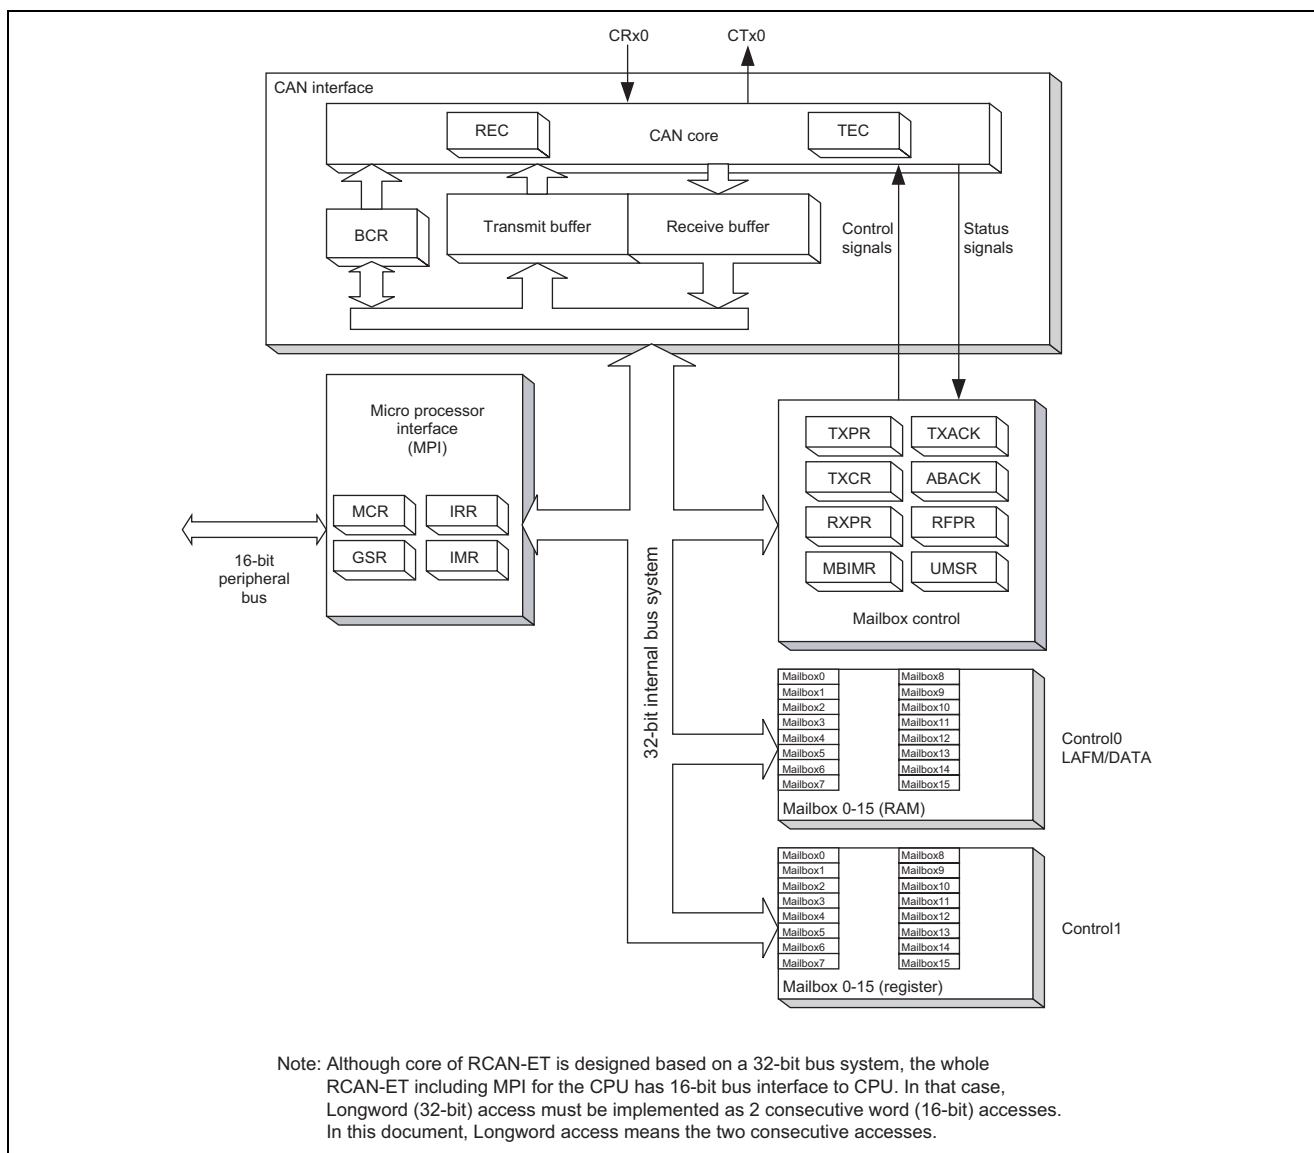 CRx0
CTx0
CAN interface
REC
CAN core
TEC
BCR
Transmit buffer
Receive buffer
Control
signals
Status
signals
Micro processor
interface
(MPI)
MCR
IRR
GSR
IMR
16-bit
peripheral
bus
32-bit internal bus system
TXPR
TXACK
TXCR
ABACK
RXPR
RFPR
MBIMR
UMSR
Mailbox control
Mailbox0
Mailbox1
Mailbox2
Mailbox3
Mailbox4
Mailbox5
Mailbox6
Mailbox7
Mailbox8
Mailbox9
Mailbox10
Mailbox11
Mailbox12
Mailbox13
Mailbox14
Mailbox15
Mailbox 0-15 (RAM)
Control0
LAFM/DATA
Mailbox0
Mailbox1
Mailbox2
Mailbox3
Mailbox4
Mailbox5
Mailbox6
Mailbox7
Mailbox8
Mailbox9
Mailbox10
Mailbox11
Mailbox12
Mailbox13
Mailbox14
Mailbox15
Mailbox 0-15 (register)
Control1
Note: Although core of RCAN-ET is designed based on a 32-bit bus system, the whole
RCAN-ET including MPI for the CPU has 16-bit bus interface to CPU. In that case,
Longword (32-bit) access must be implemented as 2 consecutive word (16-bit) accesses.
In this document, Longword access means the two consecutive accesses.